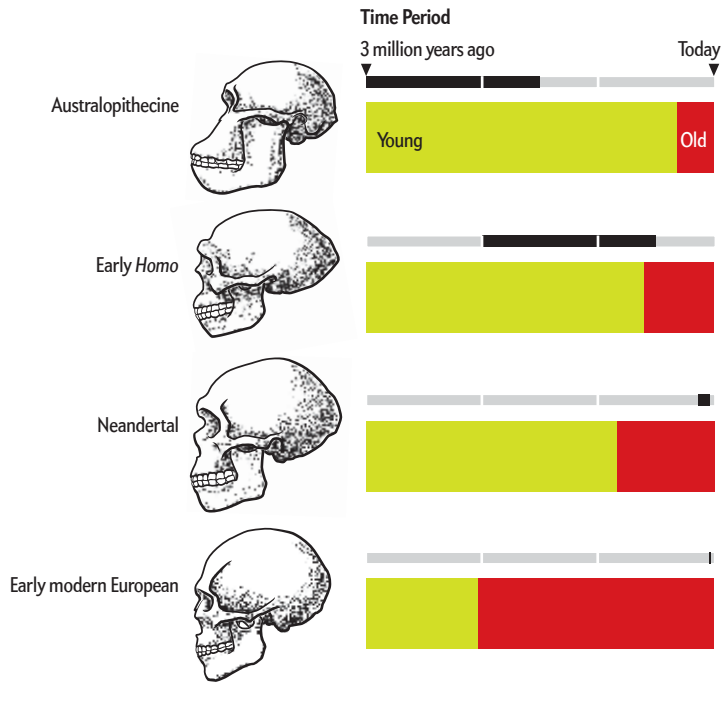 Time Period
3 million years ago
Today
Australopithecine
Young
Old
Early Homo
Neandertal
Early modern European